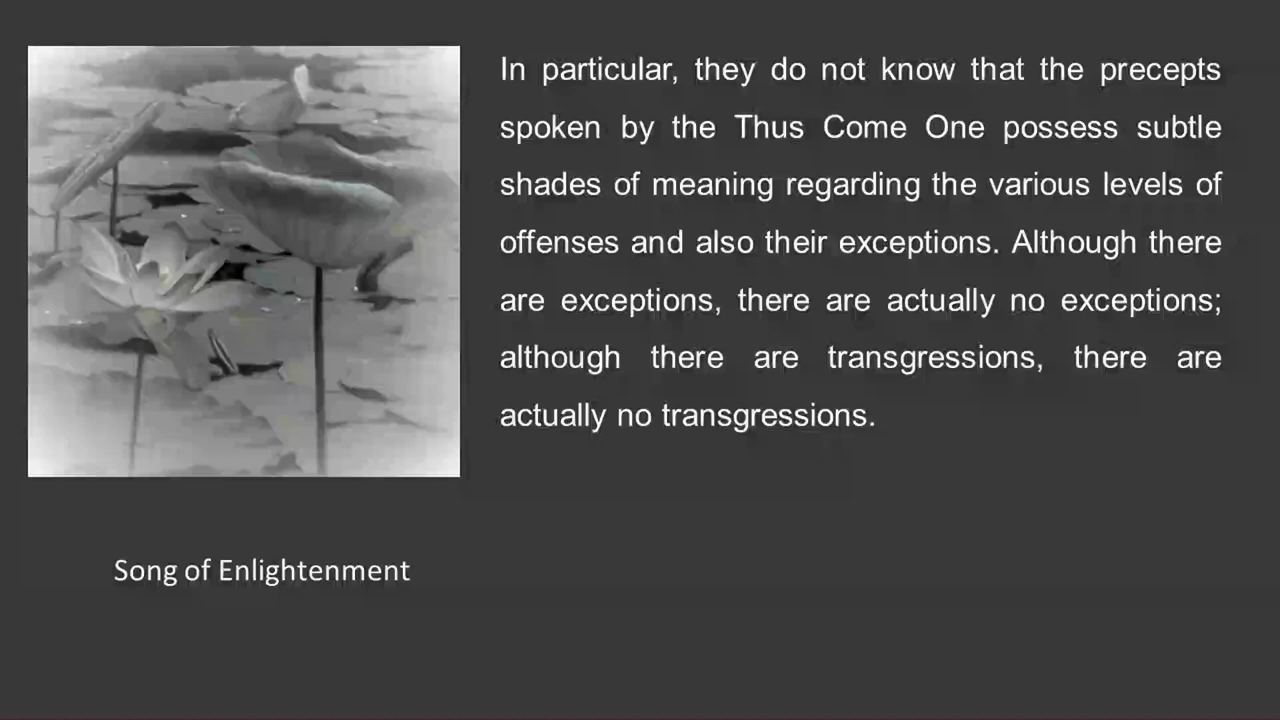 In particular, they do not know that the precepts
spoken by the Thus Come One possess subtle
shades of meaning regarding the various levels of
offenses and also their exceptions. Although there
are exceptions, there are actually no exceptions;
although there are transgressions, there are
actually no transgressions.
Song of Enlightenment